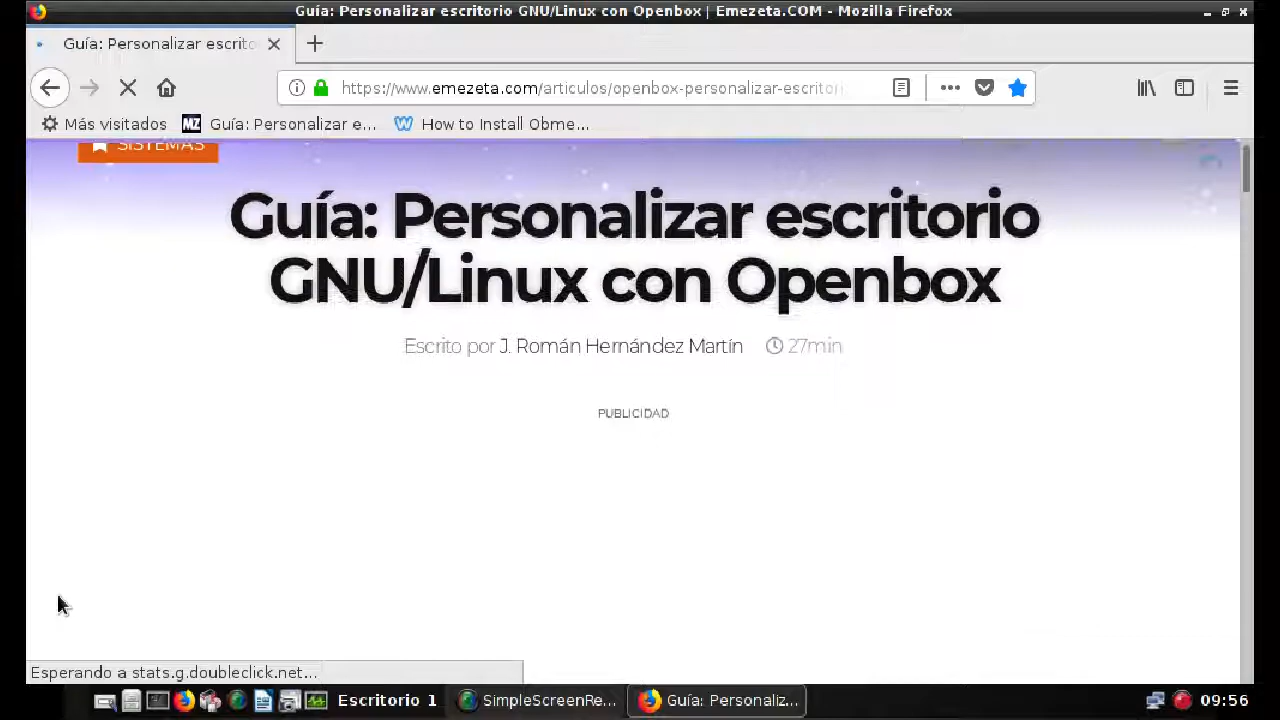 Guía: Personalizar escritorio GNU/Linux con Openbox | Emezeta.COM - Mozilla Firefox
Guía: Personalizar escrito
https://www.emezeta.com/articulos/openbox-personalizar-escritori
Más visitados
MZ Guía: Personalizar e...
W How to Install Obme...
SISTEMAS
Guía: Personalizar escritorio
GNU/Linux con Openbox
Escrito por J. Román Hernández Martín 27min
PUBLICIDAD
Esperando a stats.g.doubleclick.net...
Escritorio 1
SimpleScreenRe...
Guía: Personaliz...
09:56